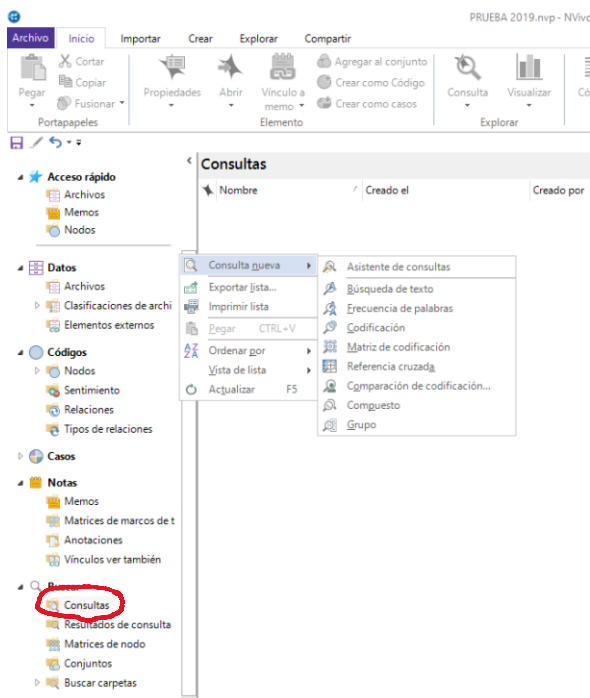 PRUEBA 2019.nvp - NVivo
Archivo Inicio Importar Crear Explorar Compartir
Pegar
Cortar
Copiar
Fusionar
Portapapeles
Propiedades
Abrir
Vínculo a
memo
Agregar al conjunto
Crear como Código
Crear como casos
Elemento
Consulta
Visualizar
Explorar
Có
Acceso rápido
Archivos
Memos
Nodos
Datos
Archivos
Clasificaciones de archi
Elementos externos
Códigos
Nodos
Sentimiento
Relaciones
Tipos de relaciones
Casos
Notas
Memos
Matrices de marcos de t
Anotaciones
Vínculos ver también
Buscar
Consultas
Resultados de consulta
Matrices de nodo
Conjuntos
Buscar carpetas
Consultas
Nombre Creado el Creado por
Consulta nueva
Exportar lista...
Imprimir lista
Pegar CTRL+V
Ordenar por
Vista de lista
Actualizar F5
Asistente de consultas
Búsqueda de texto
Frecuencia de palabras
Codificación
Matriz de codificación
Referencia cruzada
Comparación de codificación...
Compuesto
Grupo